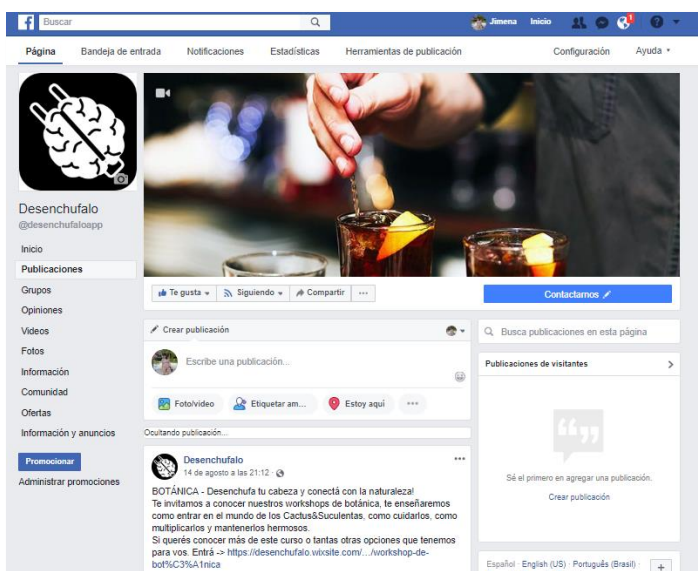 Buscar
Jimena Inicio
1
Página Bandeja de entrada Notificaciones Estadísticas Herramientas de publicación Configuración Ayuda
Desenchufalo
@desenchufaloapp
Inicio
Publicaciones
Grupos
Opiniones
Videos
Fotos
Información
Comunidad
Ofertas
Información y anuncios
Promocionar
Administrar promociones
Te gusta Siguiendo Compartir ...
Contactarnos
Crear publicación
Escribe una publicación...
Foto/video Etiquetar am... Estoy aquí ...
Ocultando publicación...
Desenchufalo
14 de agosto a las 21:12 ·
BOTÁNICA - Desenchufa tu cabeza y conectá con la naturaleza!
Te invitamos a conocer nuestros workshops de botánica, te enseñaremos
como entrar en el mundo de los Cactus&Suculentas, como cuidarlos, como
multiplicarlos y mantenerlos hermosos.
Si querés conocer más de este curso o tantas otras opciones que tenemos
para vos. Entrá -> https://desenchufalo.wixsite.com/.../workshop-de-
bot%C3%A1nica
Busca publicaciones en esta página
Publicaciones de visitantes
Sé el primero en agregar una publicación.
Crear publicación
Español · English (US) · Português (Brasil) ·